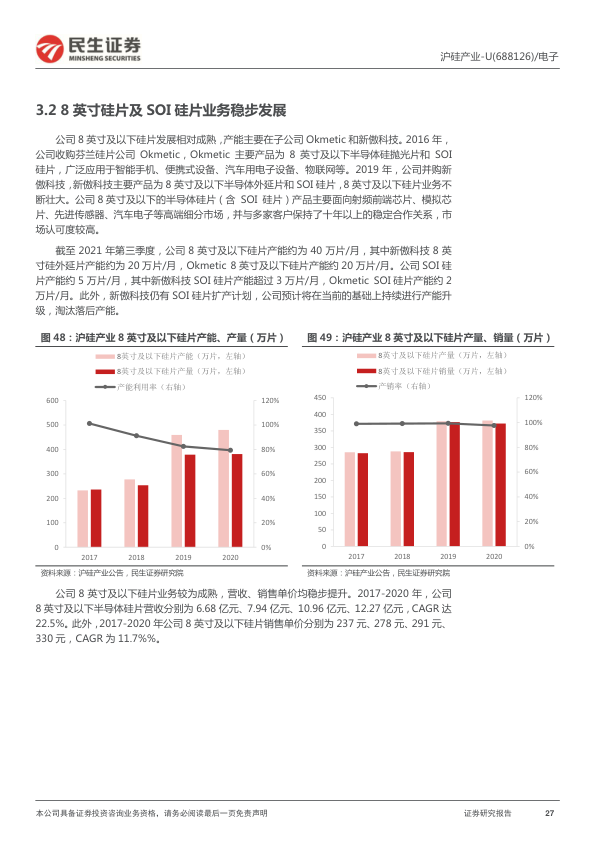 民生证券
MINSHENG SECURITIES
沪硅产业-U(688126)/电子
3.2 8 英寸硅片及 SOI 硅片业务稳步发展
公司 8 英寸及以下硅片发展相对成熟，产能主要在子公司 Okmetic 和新傲科技。2016 年，
公司收购芬兰硅片公司 Okmetic，Okmetic 主要产品为 8 英寸及以下半导体硅抛光片和 SOI
硅片，广泛应用于智能手机、便携式设备、汽车用电子设备、物联网等。2019 年，公司并购新
傲科技，新傲科技主要产品为 8 英寸及以下半导体外延片和 SOI 硅片，8 英寸及以下硅片业务不
断壮大。公司 8 英寸及以下的半导体硅片（含 SOI 硅片）产品主要面向射频前端芯片、模拟芯
片、先进传感器、汽车电子等高端细分市场，并与多家客户保持了十年以上的稳定合作关系，市
场认可度较高。
截至 2021 年第三季度，公司 8 英寸及以下硅片产能约为 40 万片/月，其中新傲科技 8 英
寸硅外延片产能约为 20 万片/月，Okmetic 8 英寸及以下硅片产能约 20 万片/月。公司 SOI 硅
片产能约 5 万片/月，其中新傲科技 SOI 硅片产能超过 3 万片/月，Okmetic SOI 硅片产能约 2
万片/月。此外，新傲科技仍有 SOI 硅片扩产计划，公司预计将在当前的基础上持续进行产能升
级，淘汰落后产能。
图 48：沪硅产业 8 英寸及以下硅片产能、产量（万片）
8英寸及以下硅片产能（万片，左轴）
8英寸及以下硅片产量（万片，左轴）
产能利用率（右轴）
600
500
400
300
200
100
0
120%
100%
80%
60%
40%
20%
0%
2017 2018 2019 2020
资料来源：沪硅产业公告，民生证券研究院
图 49：沪硅产业 8 英寸及以下硅片产量、销量（万片）
8英寸及以下硅片产量（万片，左轴）
8英寸及以下硅片销量（万片，左轴）
产销率（右轴）
450
400
350
300
250
200
150
100
50
0
120%
100%
80%
60%
40%
20%
0%
2017 2018 2019 2020
资料来源：沪硅产业公告，民生证券研究院
公司 8 英寸及以下硅片业务较为成熟，营收、销售单价均稳步提升。2017-2020 年，公司
8 英寸及以下半导体硅片营收分别为 6.68 亿元、7.94 亿元、10.96 亿元、12.27 亿元，CAGR 达
22.5%。此外，2017-2020 年公司 8 英寸及以下硅片销售单价分别为 237 元、278 元、291 元、
330 元，CAGR 为 11.7%%。
本公司具备证券投资咨询业务资格，请务必阅读最后一页免责声明
证券研究报告
27